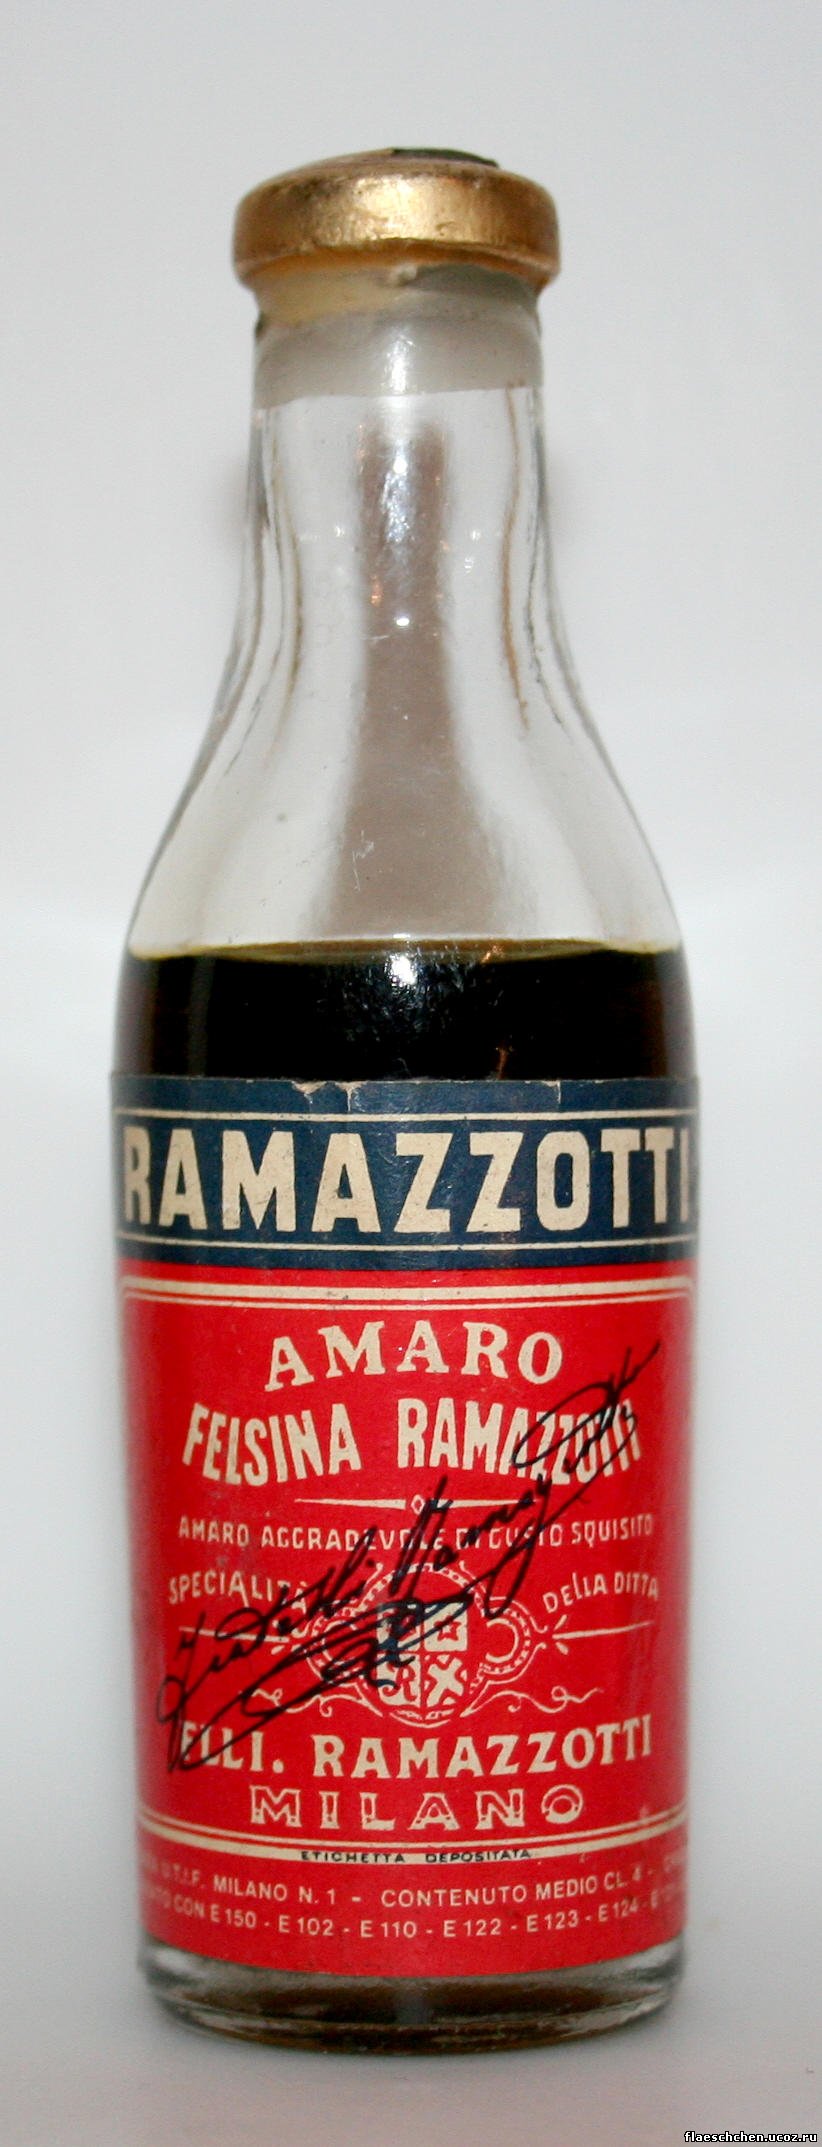 RAMAZZOTTI
AMARO
FELSINA RAMAZZOTTI
AMARO AGGRADEVOLE DI GUSTO SQUISITO
SPECIALITÀ DELLA DITTA
FLLI. RAMAZZOTTI
MILANO
ETICHETTA DEPOSITATA
U.T.I.F. MILANO N. 1 - CONTENUTO MEDIO CL. 4 -
CON E 150 - E 102 - E 110 - E 122 - E 123 - E 124 -
flaeschchen.ucoz.ru